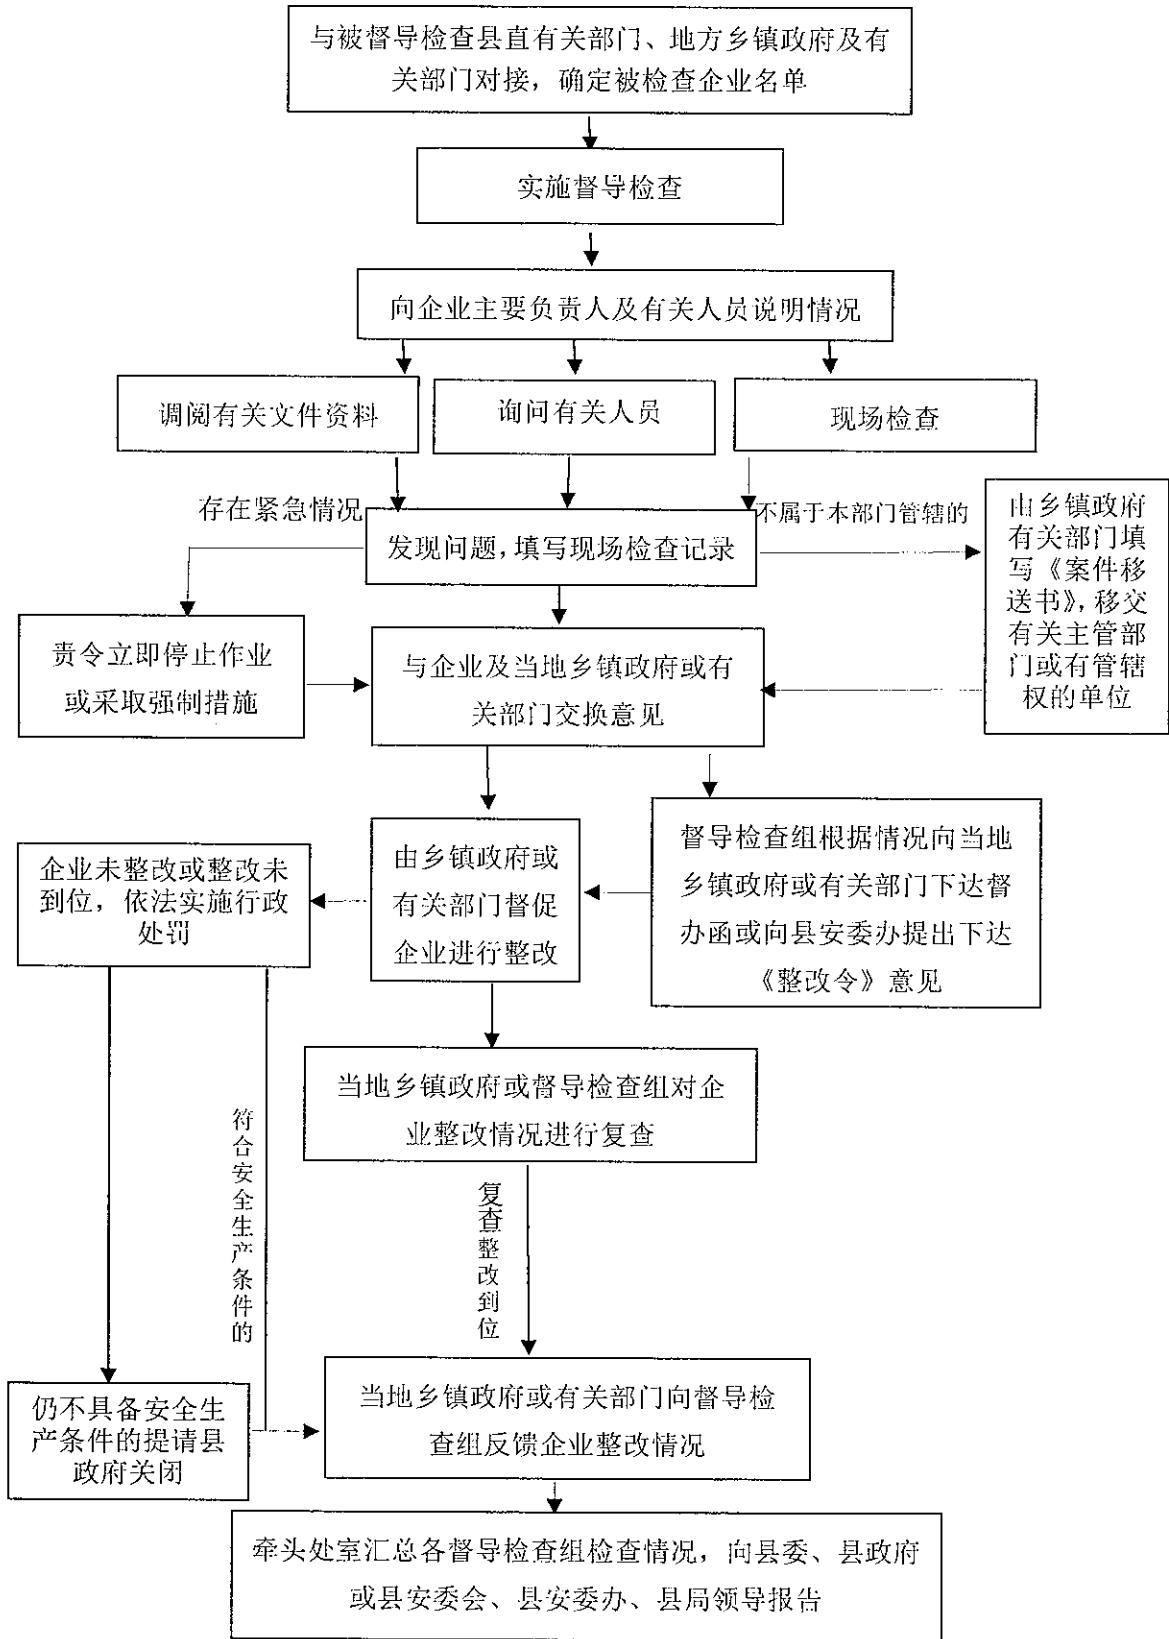 与被督导检查县直有关部门、地方乡镇政府及有
关部门对接，确定被检查企业名单
实施督导检查
向企业主要负责人及有关人员说明情况
调阅有关文件资料
询问有关人员
现场检查
存在紧急情况
不属于本部门管辖的
发现问题，填写现场检查记录
由乡镇政府
有关部门填
写《案件移
送书》，移交
有关主管部
门或有管辖
权的单位
责令立即停止作业
或采取强制措施
与企业及当地乡镇政府或有
关部门交换意见
企业未整改或整改未
到位，依法实施行政
处罚
由乡镇政府或
有关部门督促
企业进行整改
督导检查组根据情况向当地
乡镇政府或有关部门下达督
办函或向县安委办提出下达
《整改令》意见
当地乡镇政府或督导检查组对企
业整改情况进行复查
符合安全生产条件的
复查整改到位
仍不具备安全生
产条件的提请县
政府关闭
当地乡镇政府或有关部门向督导检
查组反馈企业整改情况
牵头处室汇总各督导检查组检查情况，向县委、县政府
或县安委会、县安委办、县局领导报告